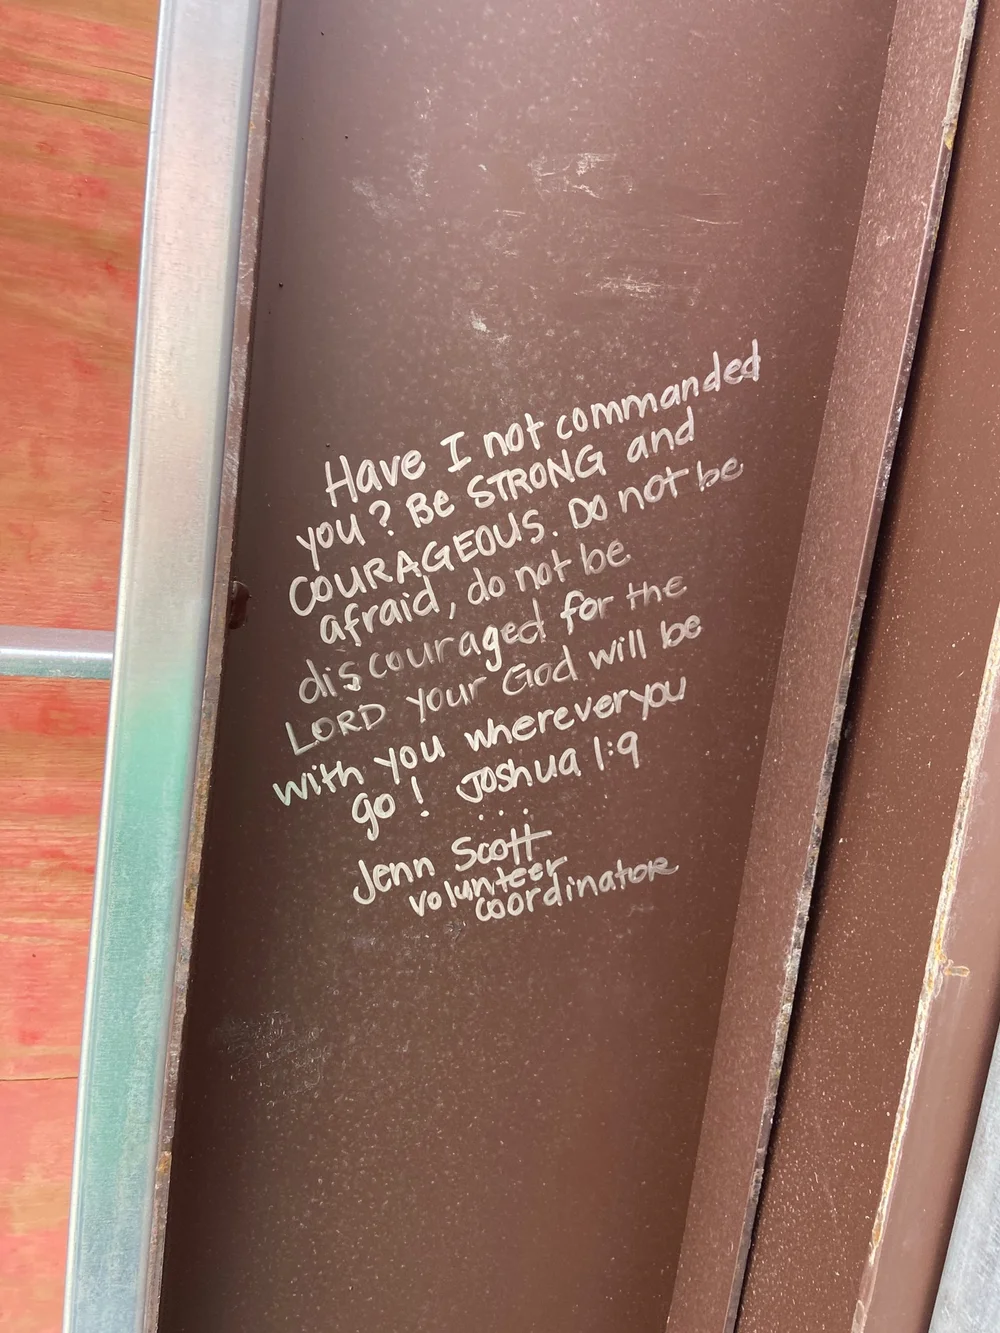 Have I not commanded
you? Be STRONG and
COURAGEOUS. DO not be
afraid, do not be
discouraged for the
LORD your God will be
with you wherever you
go! Joshua 1:9
...
Jenn Scott
volunteer
coordinator